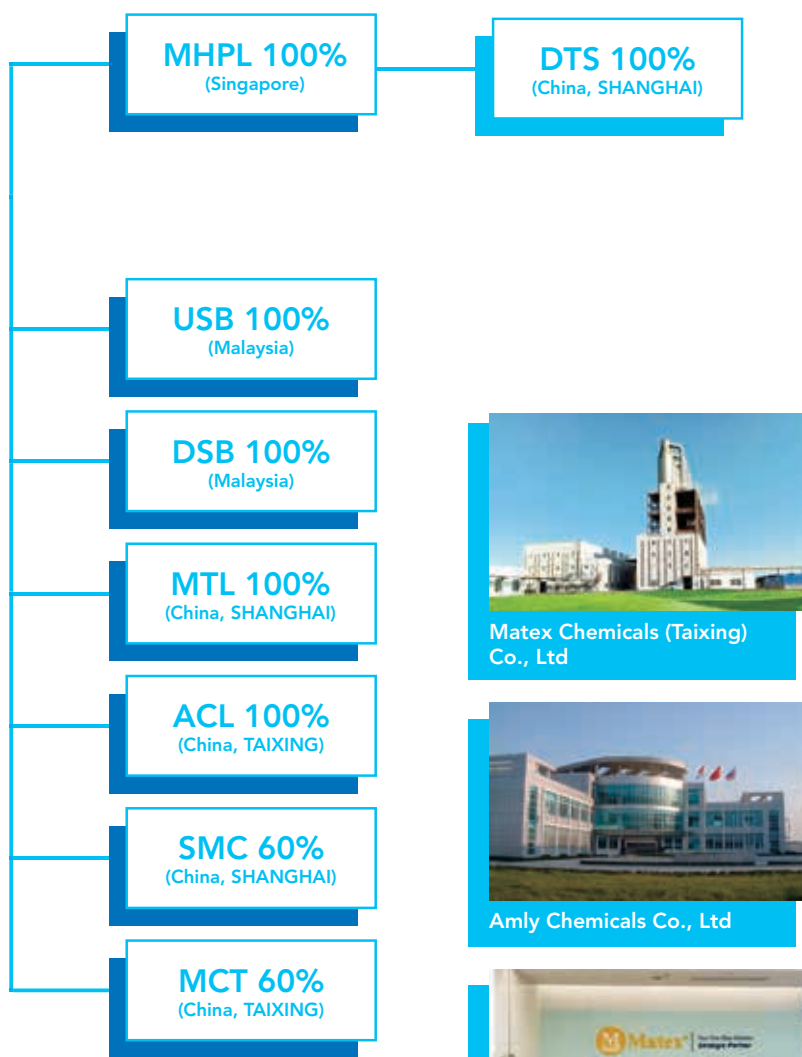 MHPL 100%
(Singapore)
DTS 100%
(China, SHANGHAI)
USB 100%
(Malaysia)
DSB 100%
(Malaysia)
MTL 100%
(China, SHANGHAI)
ACL 100%
(China, TAIXING)
SMC 60%
(China, SHANGHAI)
MCT 60%
(China, TAIXING)
Matex Chemicals (Taixing)
Co., Ltd
Amly Chemicals Co., Ltd
Matex
Strategic Partner